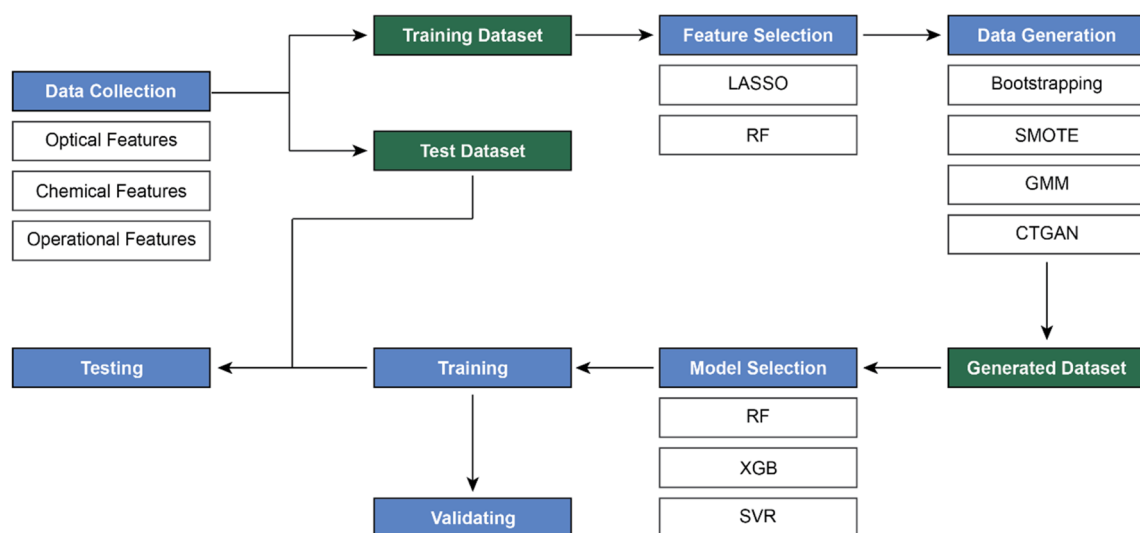 Training Dataset
Feature Selection
Data Generation
Data Collection
LASSO
Bootstrapping
Optical Features
Test Dataset
RF
SMOTE
Chemical Features
GMM
Operational Features
CTGAN
Testing
Training
Model Selection
Generated Dataset
RF
XGB
Validating
SVR